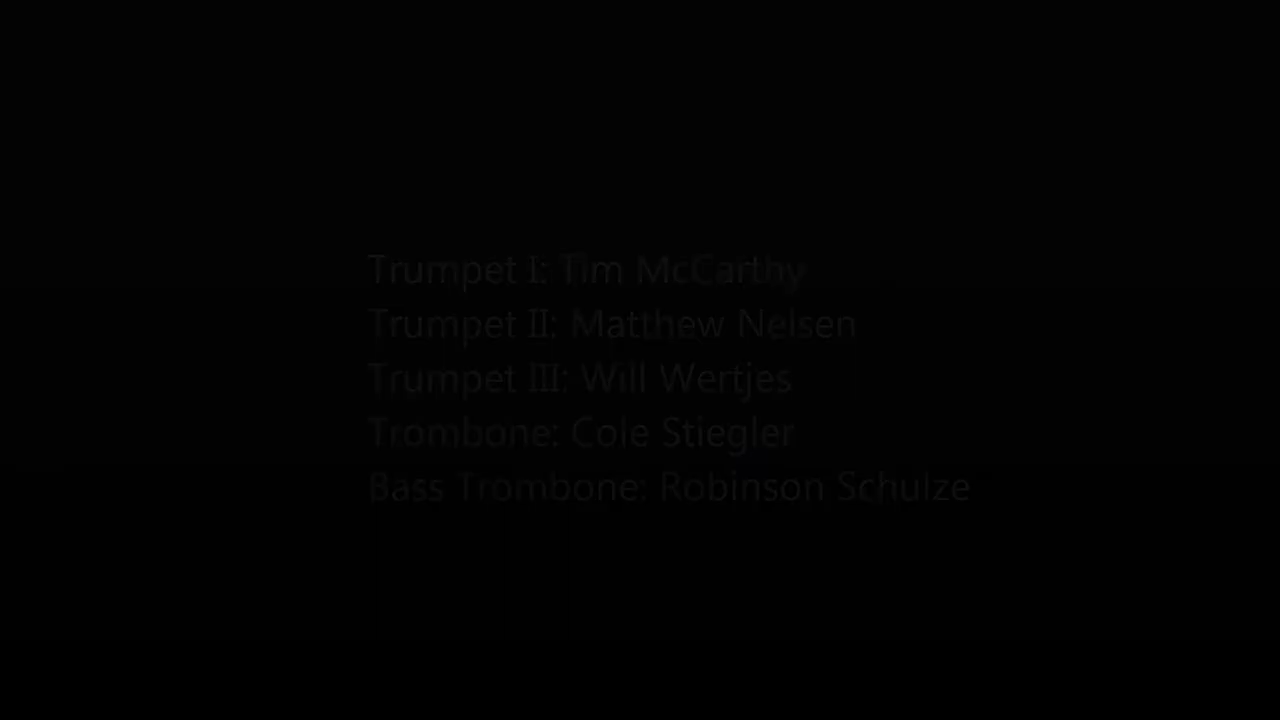 Trumpet I: Tim McCarthy
Trumpet II: Matthew Nelsen
Trumpet III: Will Wertjes
Trombone: Cole Stiegler
Bass Trombone: Robinson Schulze